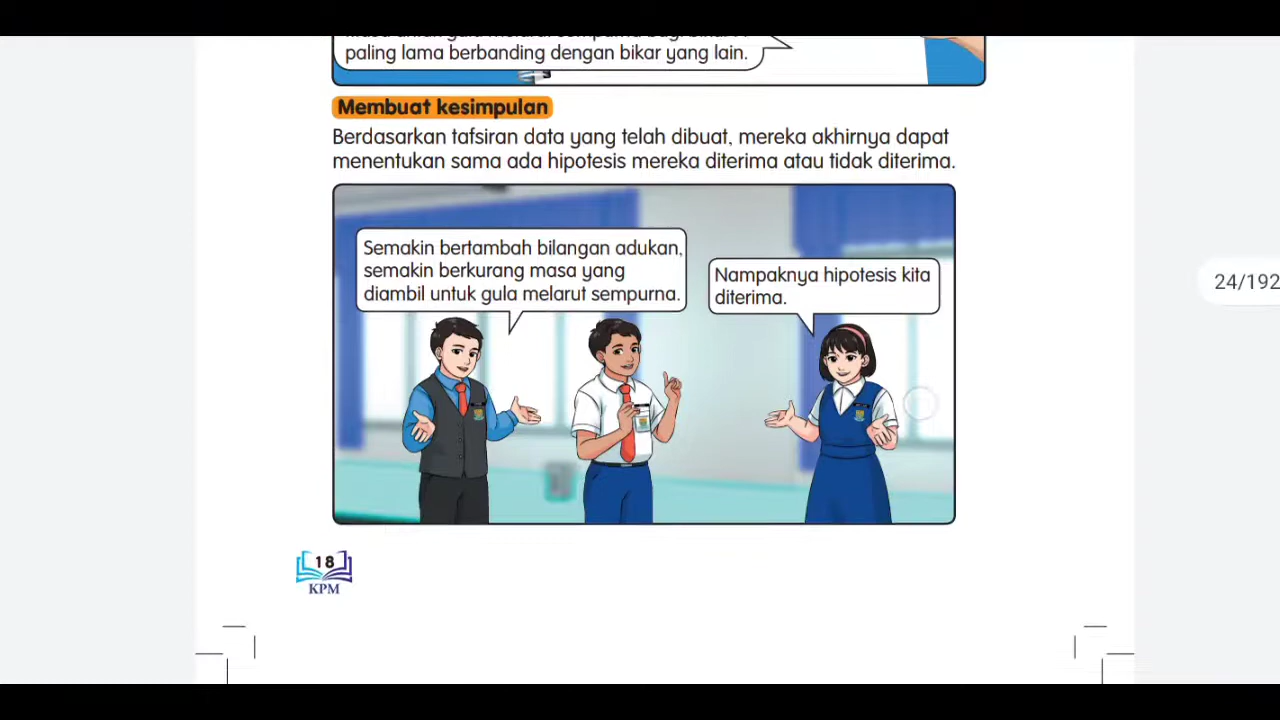 paling lama berbanding dengan bikar yang lain.
Membuat kesimpulan
Berdasarkan tafsiran data yang telah dibuat, mereka akhirnya dapat
menentukan sama ada hipotesis mereka diterima atau tidak diterima.
Semakin bertambah bilangan adukan,
semakin berkurang masa yang
diambil untuk gula melarut sempurna.
Nampaknya hipotesis kita
diterima.
24/192
18
KPM